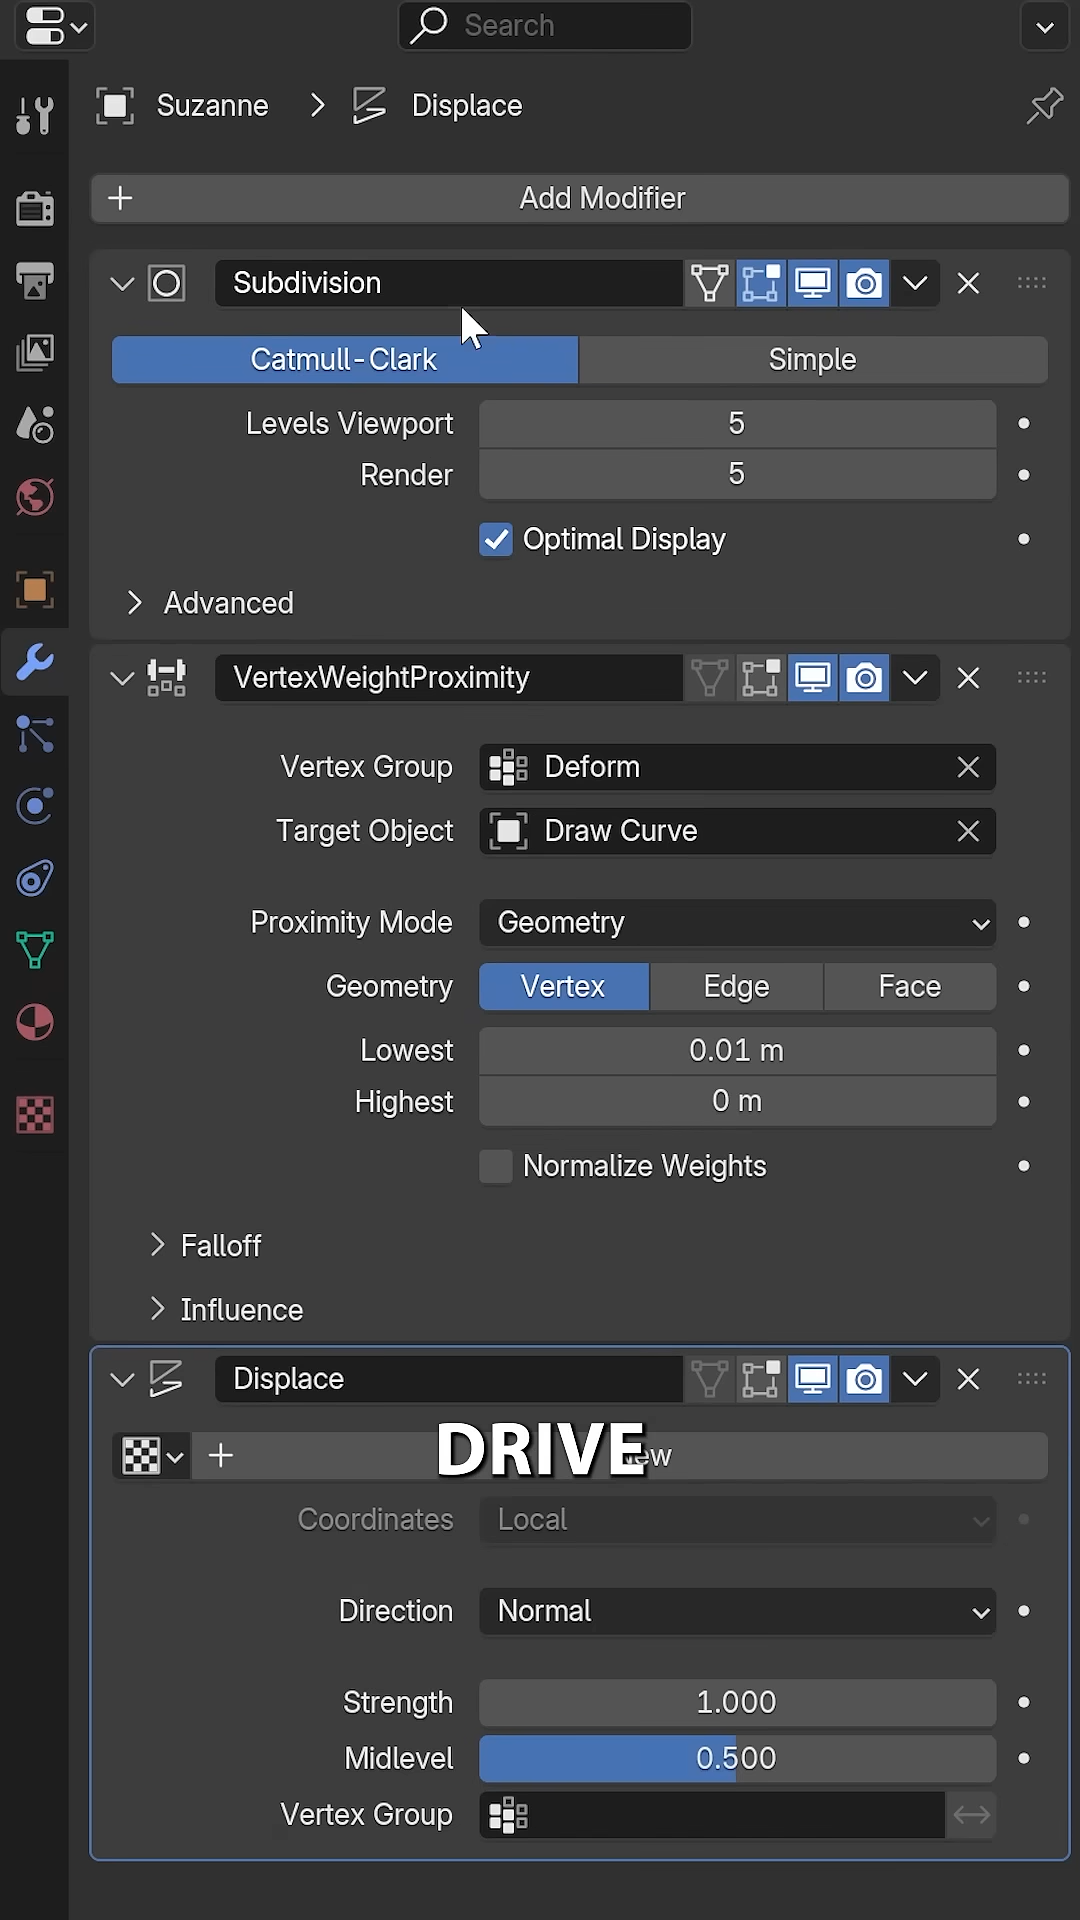 Search
Suzanne > Displace
+ Add Modifier
Subdivision
Catmull-Clark Simple
Levels Viewport 5
Render 5
Optimal Display
Advanced
VertexWeightProximity
Vertex Group Deform
Target Object Draw Curve
Proximity Mode Geometry
Geometry Vertex Edge Face
Lowest 0.01 m
Highest 0 m
Normalize Weights
Falloff
Influence
Displace
DRIVE
Coordinates Local
Direction Normal
Strength 1.000
Midlevel 0.500
Vertex Group